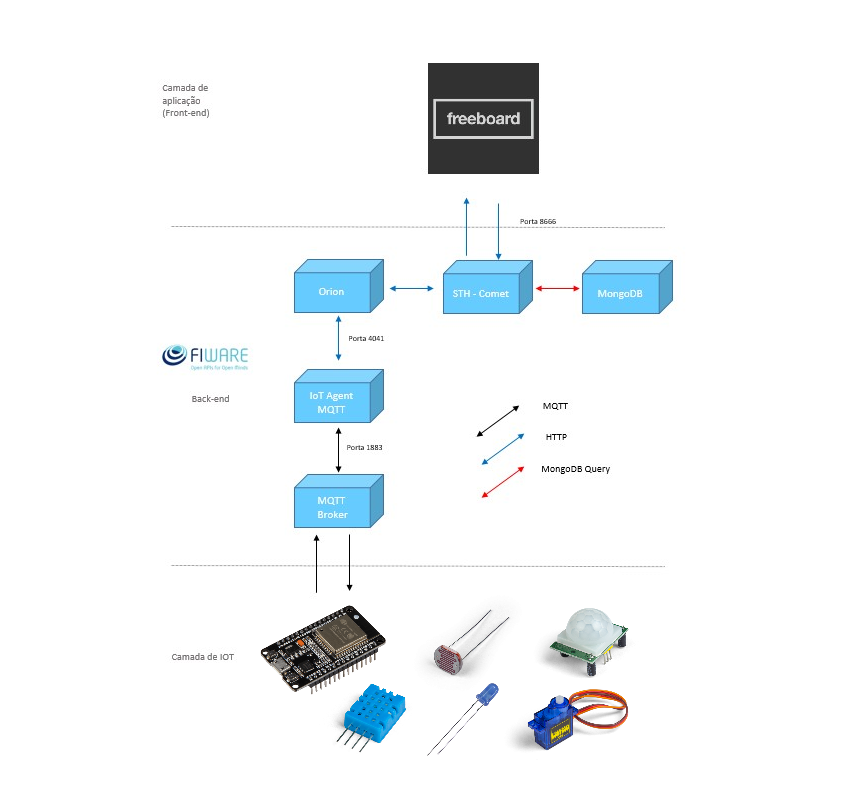 Camada de
aplicação
(Front-end)
freeboard
Porta 8666
Orion
STH - Comet
MongoDB
Porta 4041
FIWARE
Open APIs for Open Minds
Back-end
IoT Agent
MQTT
MQTT
HTTP
Porta 1883
MongoDB Query
MQTT
Broker
Camada de IOT